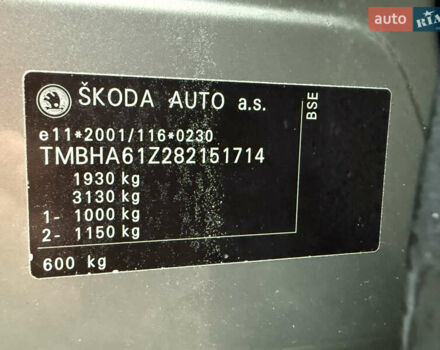 auto RIA
ŠKODA AUTO a.s.
BSE
e11*2001/116*0230
TMBHA61Z282151714
1930 kg
3130 kg
1- 1000 kg
2- 1150 kg
600 kg